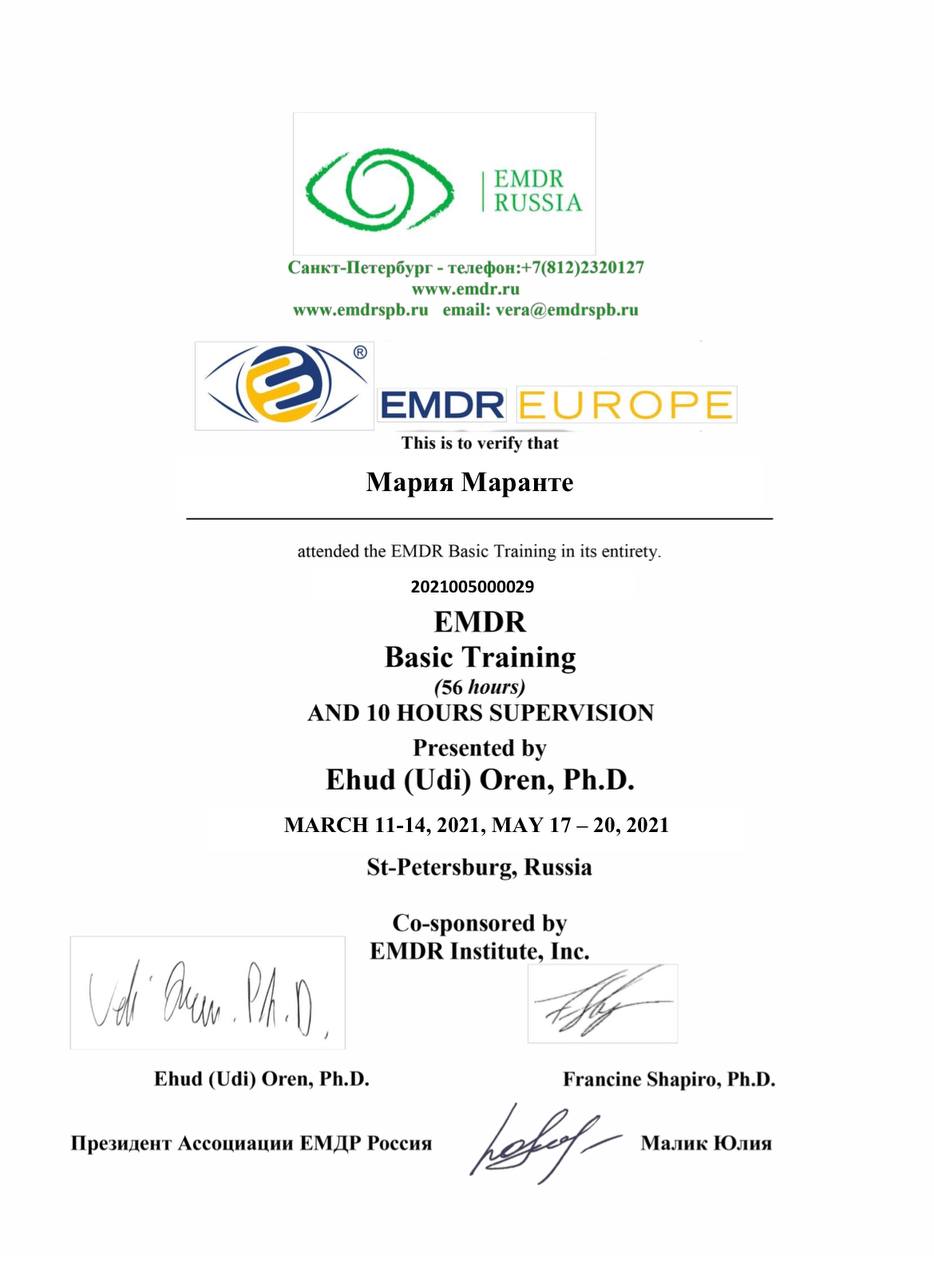 EMDR
RUSSIA
Санкт-Петербург - телефон:+7(812)2320127
www.emdr.ru
www.emdrspb.ru email: vera@emdrspb.ru
®
EMDR EUROPE
This is to verify that
Мария Маранте
attended the EMDR Basic Training in its entirety.
2021005000029
EMDR
Basic Training
(56 hours)
AND 10 HOURS SUPERVISION
Presented by
Ehud (Udi) Oren, Ph.D.
MARCH 11-14, 2021, MAY 17 – 20, 2021
St-Petersburg, Russia
Co-sponsored by
EMDR Institute, Inc.
Udi Oren. Ph.D,
Ehud (Udi) Oren, Ph.D. Francine Shapiro, Ph.D.
Президент Ассоциации ЕМДР Россия Малик Юлия